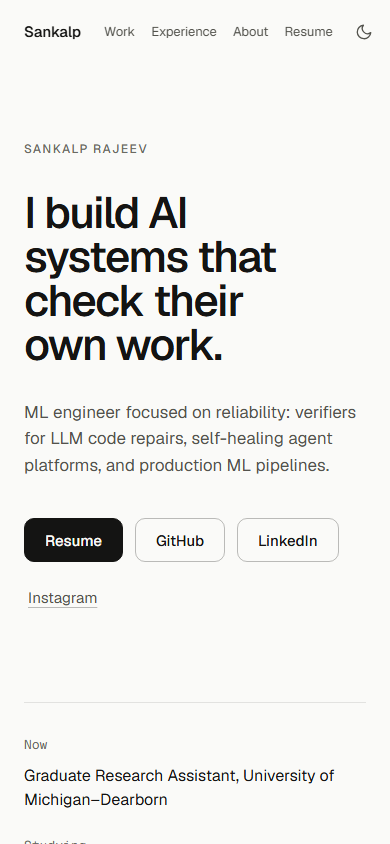 Sankalp Work Experience About Resume
SANKALP RAJEEV
I build AI
systems that
check their
own work.
ML engineer focused on reliability: verifiers
for LLM code repairs, self-healing agent
platforms, and production ML pipelines.
Resume GitHub LinkedIn
Instagram
Now
Graduate Research Assistant, University of
Michigan–Dearborn
Studying